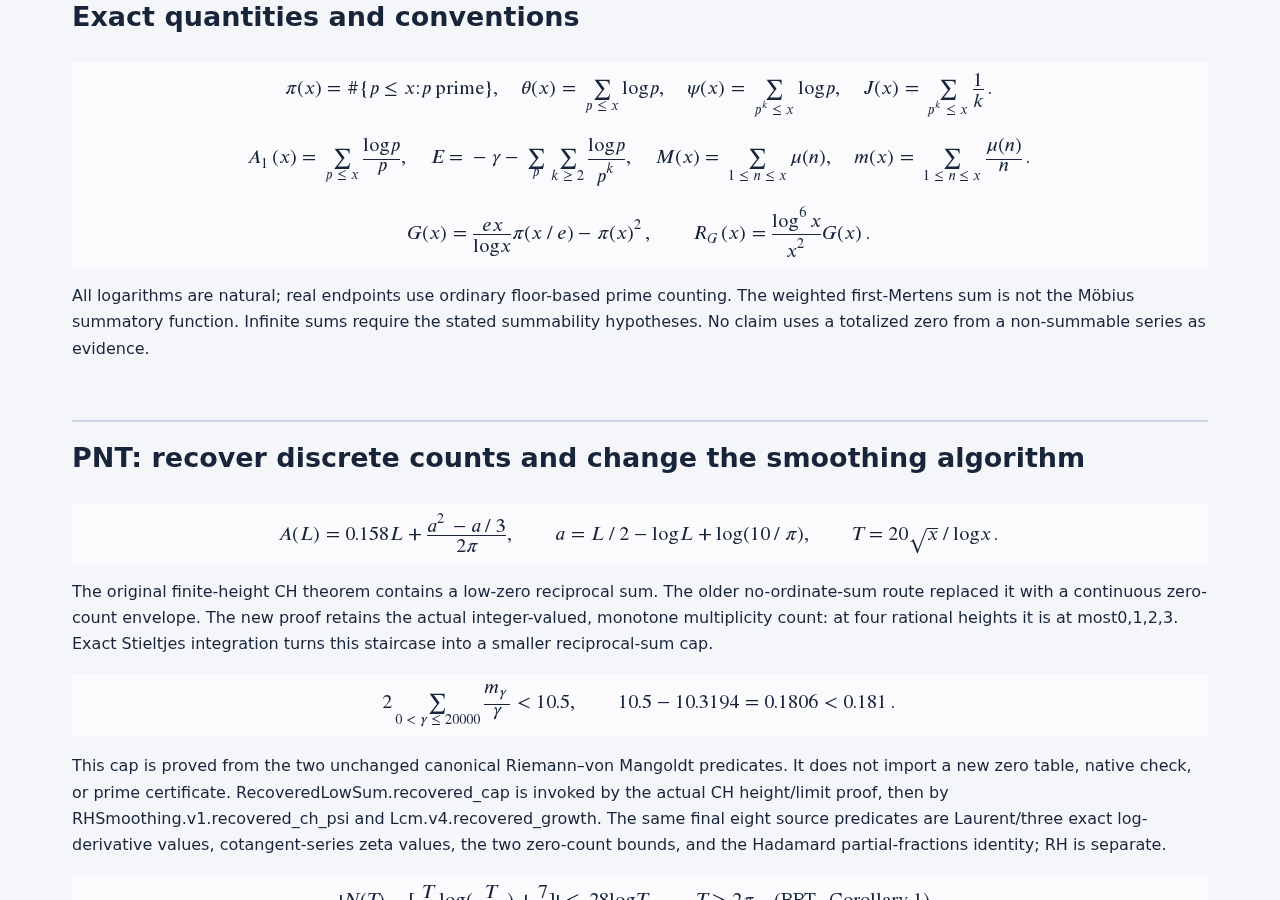 Exact quantities and conventions
π(x) = #{p ≤ x: p prime}, θ(x) = ∑_{p ≤ x} log p, ψ(x) = ∑_{p^k ≤ x} log p, J(x) = ∑_{p^k ≤ x} 1/k .
A_1 (x) = ∑_{p ≤ x} log p / p, E = − γ − ∑_p ∑_{k ≥ 2} log p / p^k, M(x) = ∑_{1 ≤ n ≤ x} μ(n), m(x) = ∑_{1 ≤ n ≤ x} μ(n)/n .
G(x) = ex/log x π(x / e) − π(x)^2 , R_G (x) = log^6 x / x^2 G(x) .
All logarithms are natural; real endpoints use ordinary floor-based prime counting. The weighted first-Mertens sum is not the Möbius
summatory function. Infinite sums require the stated summability hypotheses. No claim uses a totalized zero from a non-summable series as
evidence.
PNT: recover discrete counts and change the smoothing algorithm
A(L) = 0.158L + (a^2 − a / 3)/(2π), a = L / 2 − log L + log(10 / π), T = 20√x / log x .
The original finite-height CH theorem contains a low-zero reciprocal sum. The older no-ordinate-sum route replaced it with a continuous zero-
count envelope. The new proof retains the actual integer-valued, monotone multiplicity count: at four rational heights it is at most0,1,2,3.
Exact Stieltjes integration turns this staircase into a smaller reciprocal-sum cap.
2 ∑_{0 < γ ≤ 20000} m_γ/γ < 10.5, 10.5 − 10.3194 = 0.1806 < 0.181 .
This cap is proved from the two unchanged canonical Riemann–von Mangoldt predicates. It does not import a new zero table, native check,
or prime certificate. RecoveredLowSum.recovered_cap is invoked by the actual CH height/limit proof, then by
RHSmoothing.v1.recovered_ch_psi and Lcm.v4.recovered_growth. The same final eight source predicates are Laurent/three exact log-
derivative values, cotangent-series zeta values, the two zero-count bounds, and the Hadamard partial-fractions identity; RH is separate.